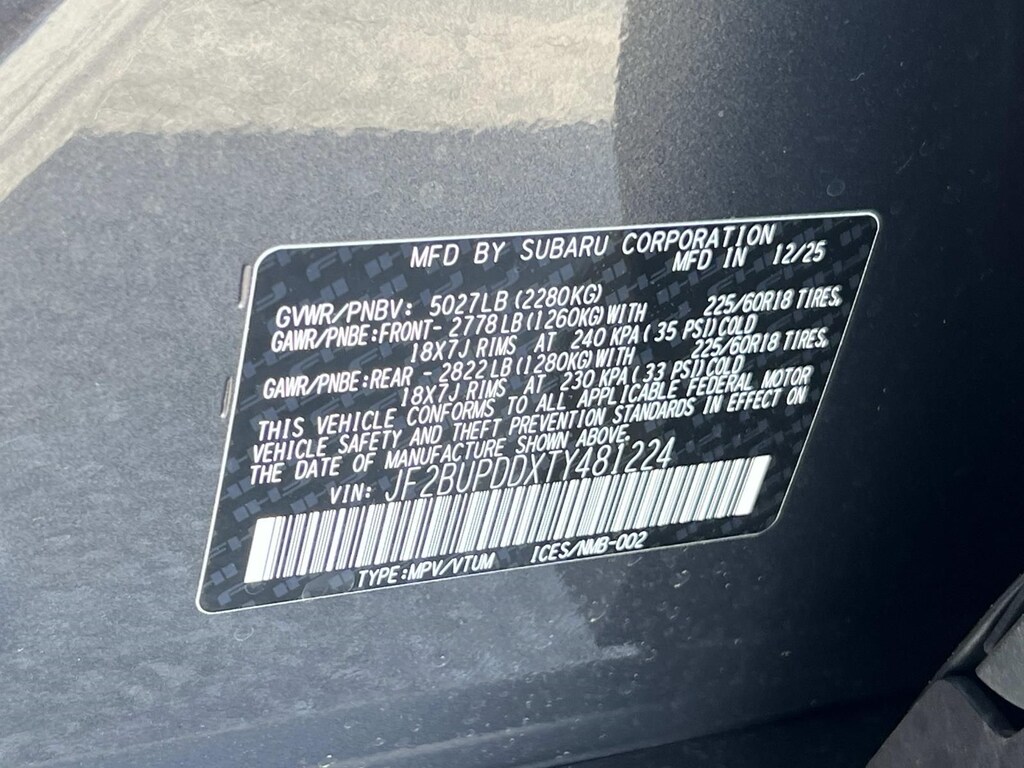 MFD BY SUBARU CORPORATION
MFD IN 12/25
GVWR/PNBV: 5027LB(2280KG)
GAWR/PNBE:FRONT- 2778LB(1260KG)WITH 225/60R18 TIRES,
18X7J RIMS AT 240 KPA( 35 PSI)COLD
GAWR/PNBE:REAR - 2822LB(1280KG)WITH 225/60R18 TIRES,
18X7J RIMS AT 230 KPA( 33 PSI)COLD
THIS VEHICLE CONFORMS TO ALL APPLICABLE FEDERAL MOTOR
VEHICLE SAFETY AND THEFT PREVENTION STANDARDS IN EFFECT ON
THE DATE OF MANUFACTURE SHOWN ABOVE.
VIN: JF2BUPDDXTY481224
TYPE:MPV/VTUM ICES/NMB-002